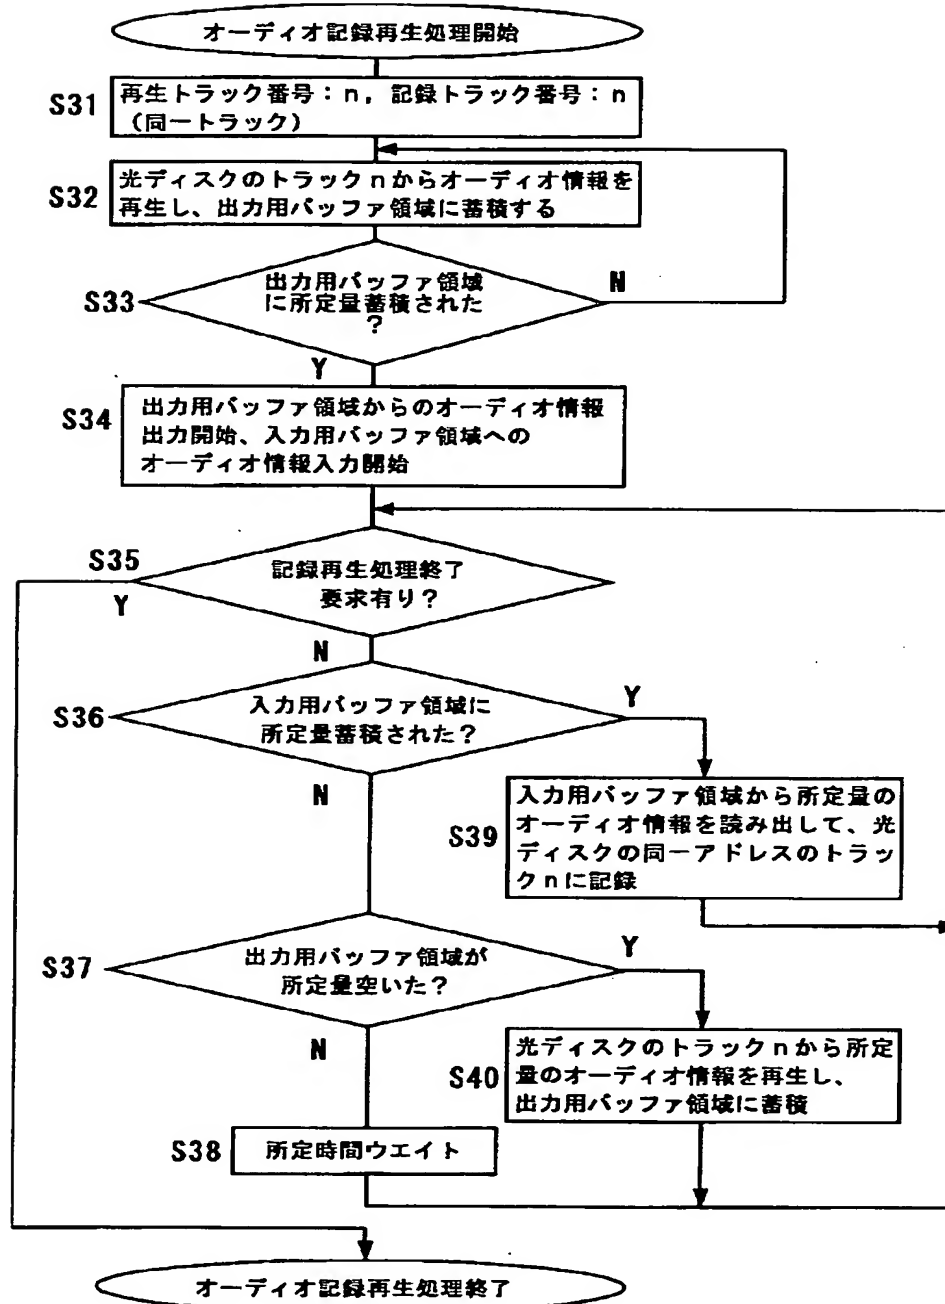 オーディオ記録再生処理開始
S31
再生トラック番号：n，記録トラック番号：n
（同一トラック）
S32
光ディスクのトラックnからオーディオ情報を
再生し、出力用バッファ領域に蓄積する
S33
出力用バッファ領域
に所定量蓄積された
？
N
Y
S34
出力用バッファ領域からのオーディオ情報
出力開始、入力用バッファ領域への
オーディオ情報入力開始
S35
記録再生処理終了
要求有り？
Y
N
S36
入力用バッファ領域に
所定量蓄積された？
Y
N
S39
入力用バッファ領域から所定量の
オーディオ情報を読み出して、光
ディスクの同一アドレスのトラッ
クnに記録
S37
出力用バッファ領域が
所定量空いた？
Y
N
S40
光ディスクのトラックnから所定
量のオーディオ情報を再生し、
出力用バッファ領域に蓄積
S38
所定時間ウエイト
オーディオ記録再生処理終了